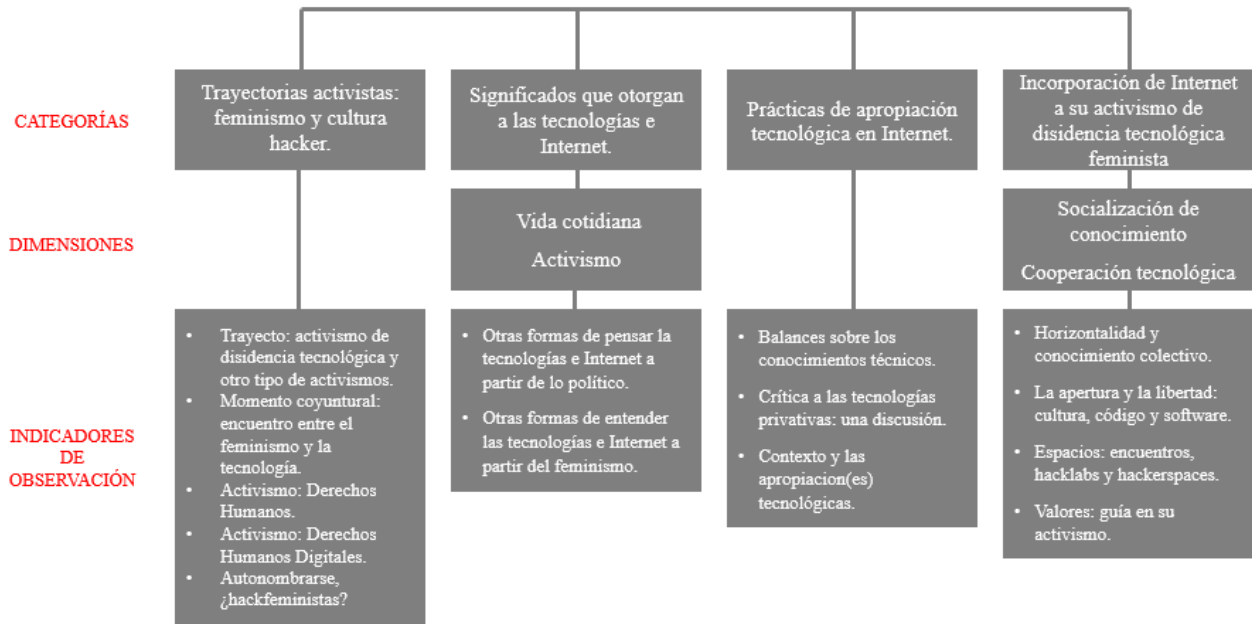 CATEGORÍAS
Trayectorias activistas:
feminismo y cultura
hacker.
Significados que otorgan
a las tecnologías e
Internet.
Prácticas de apropiación
tecnológica en Internet.
Incorporación de Internet
a su activismo de
disidencia tecnológica
feminista
DIMENSIONES
Vida cotidiana
Activismo
Socialización de
conocimiento
Cooperación tecnológica
INDICADORES
DE
OBSERVACIÓN
• Trayecto: activismo de
disidencia tecnológica y
otro tipo de activismos.
• Momento coyuntural:
encuentro entre el
feminismo y la
tecnología.
• Activismo: Derechos
Humanos.
• Activismo: Derechos
Humanos Digitales.
• Autonombrarse,
¿hackfeministas?
• Otras formas de pensar la
tecnologías e Internet a
partir de lo político.
• Otras formas de entender
las tecnologías e Internet a
partir del feminismo.
• Balances sobre los
conocimientos técnicos.
• Crítica a las tecnologías
privativas: una discusión.
• Contexto y las
apropiacion(es)
tecnológicas.
• Horizontalidad y
conocimiento colectivo.
• La apertura y la libertad:
cultura, código y software.
• Espacios: encuentros,
hacklabs y hackerspaces.
• Valores: guía en su
activismo.